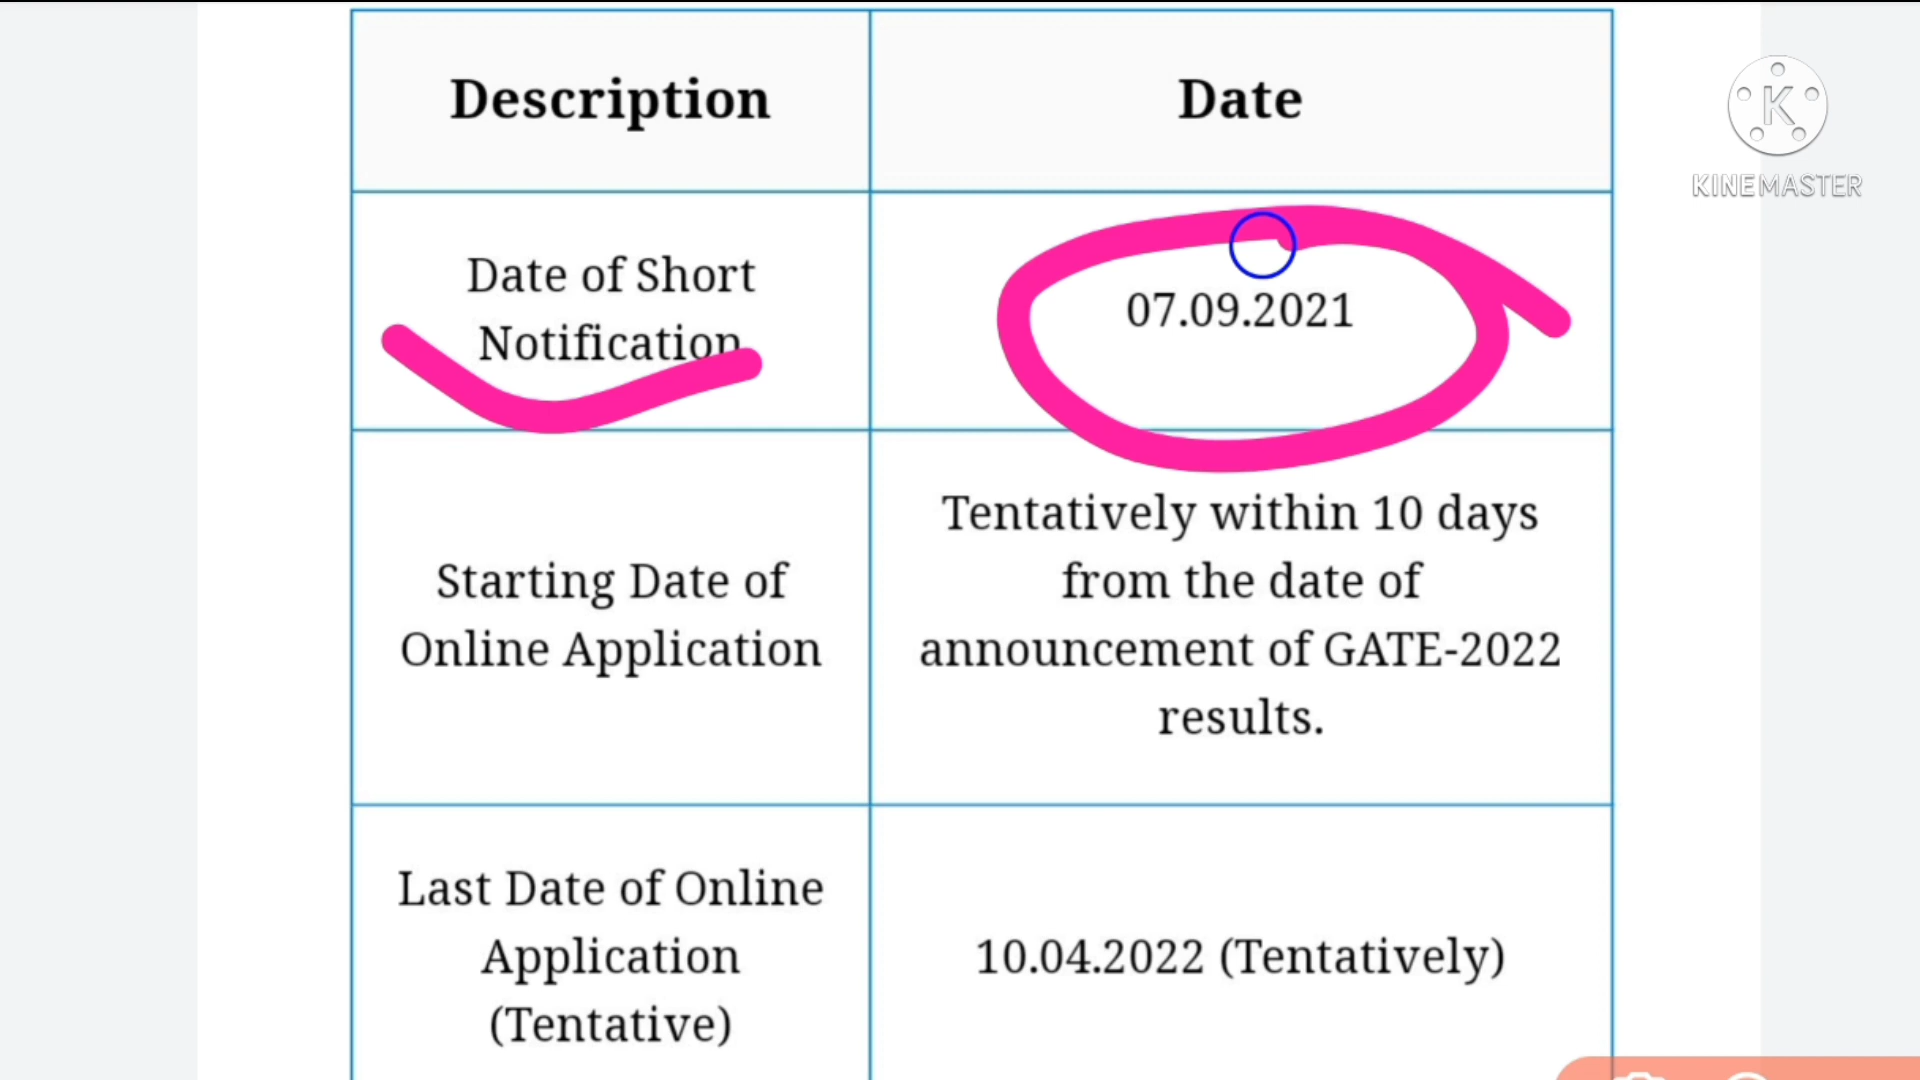 Description
Date
Date of Short
Notification
07.09.2021
Starting Date of
Online Application
Tentatively within 10 days
from the date of
announcement of GATE-2022
results.
Last Date of Online
Application
(Tentative)
10.04.2022 (Tentatively)
K
KINEMASTER